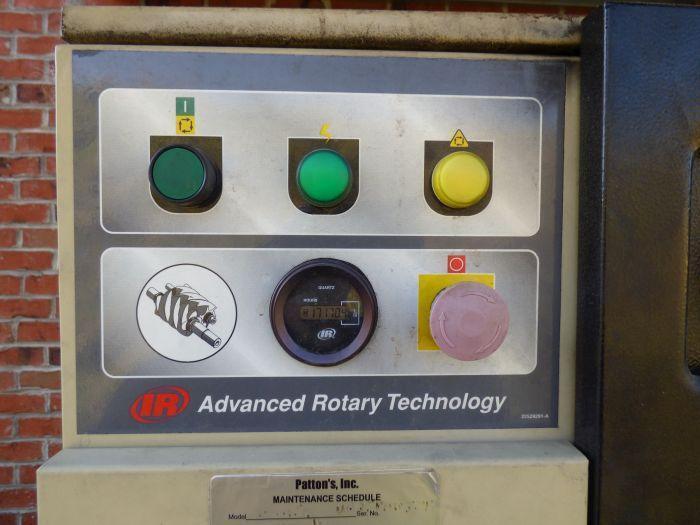 I
QUARTZ
HOURS
IR
IR Advanced Rotary Technology
Patton's, Inc.
MAINTENANCE SCHEDULE
Model Ser. No.